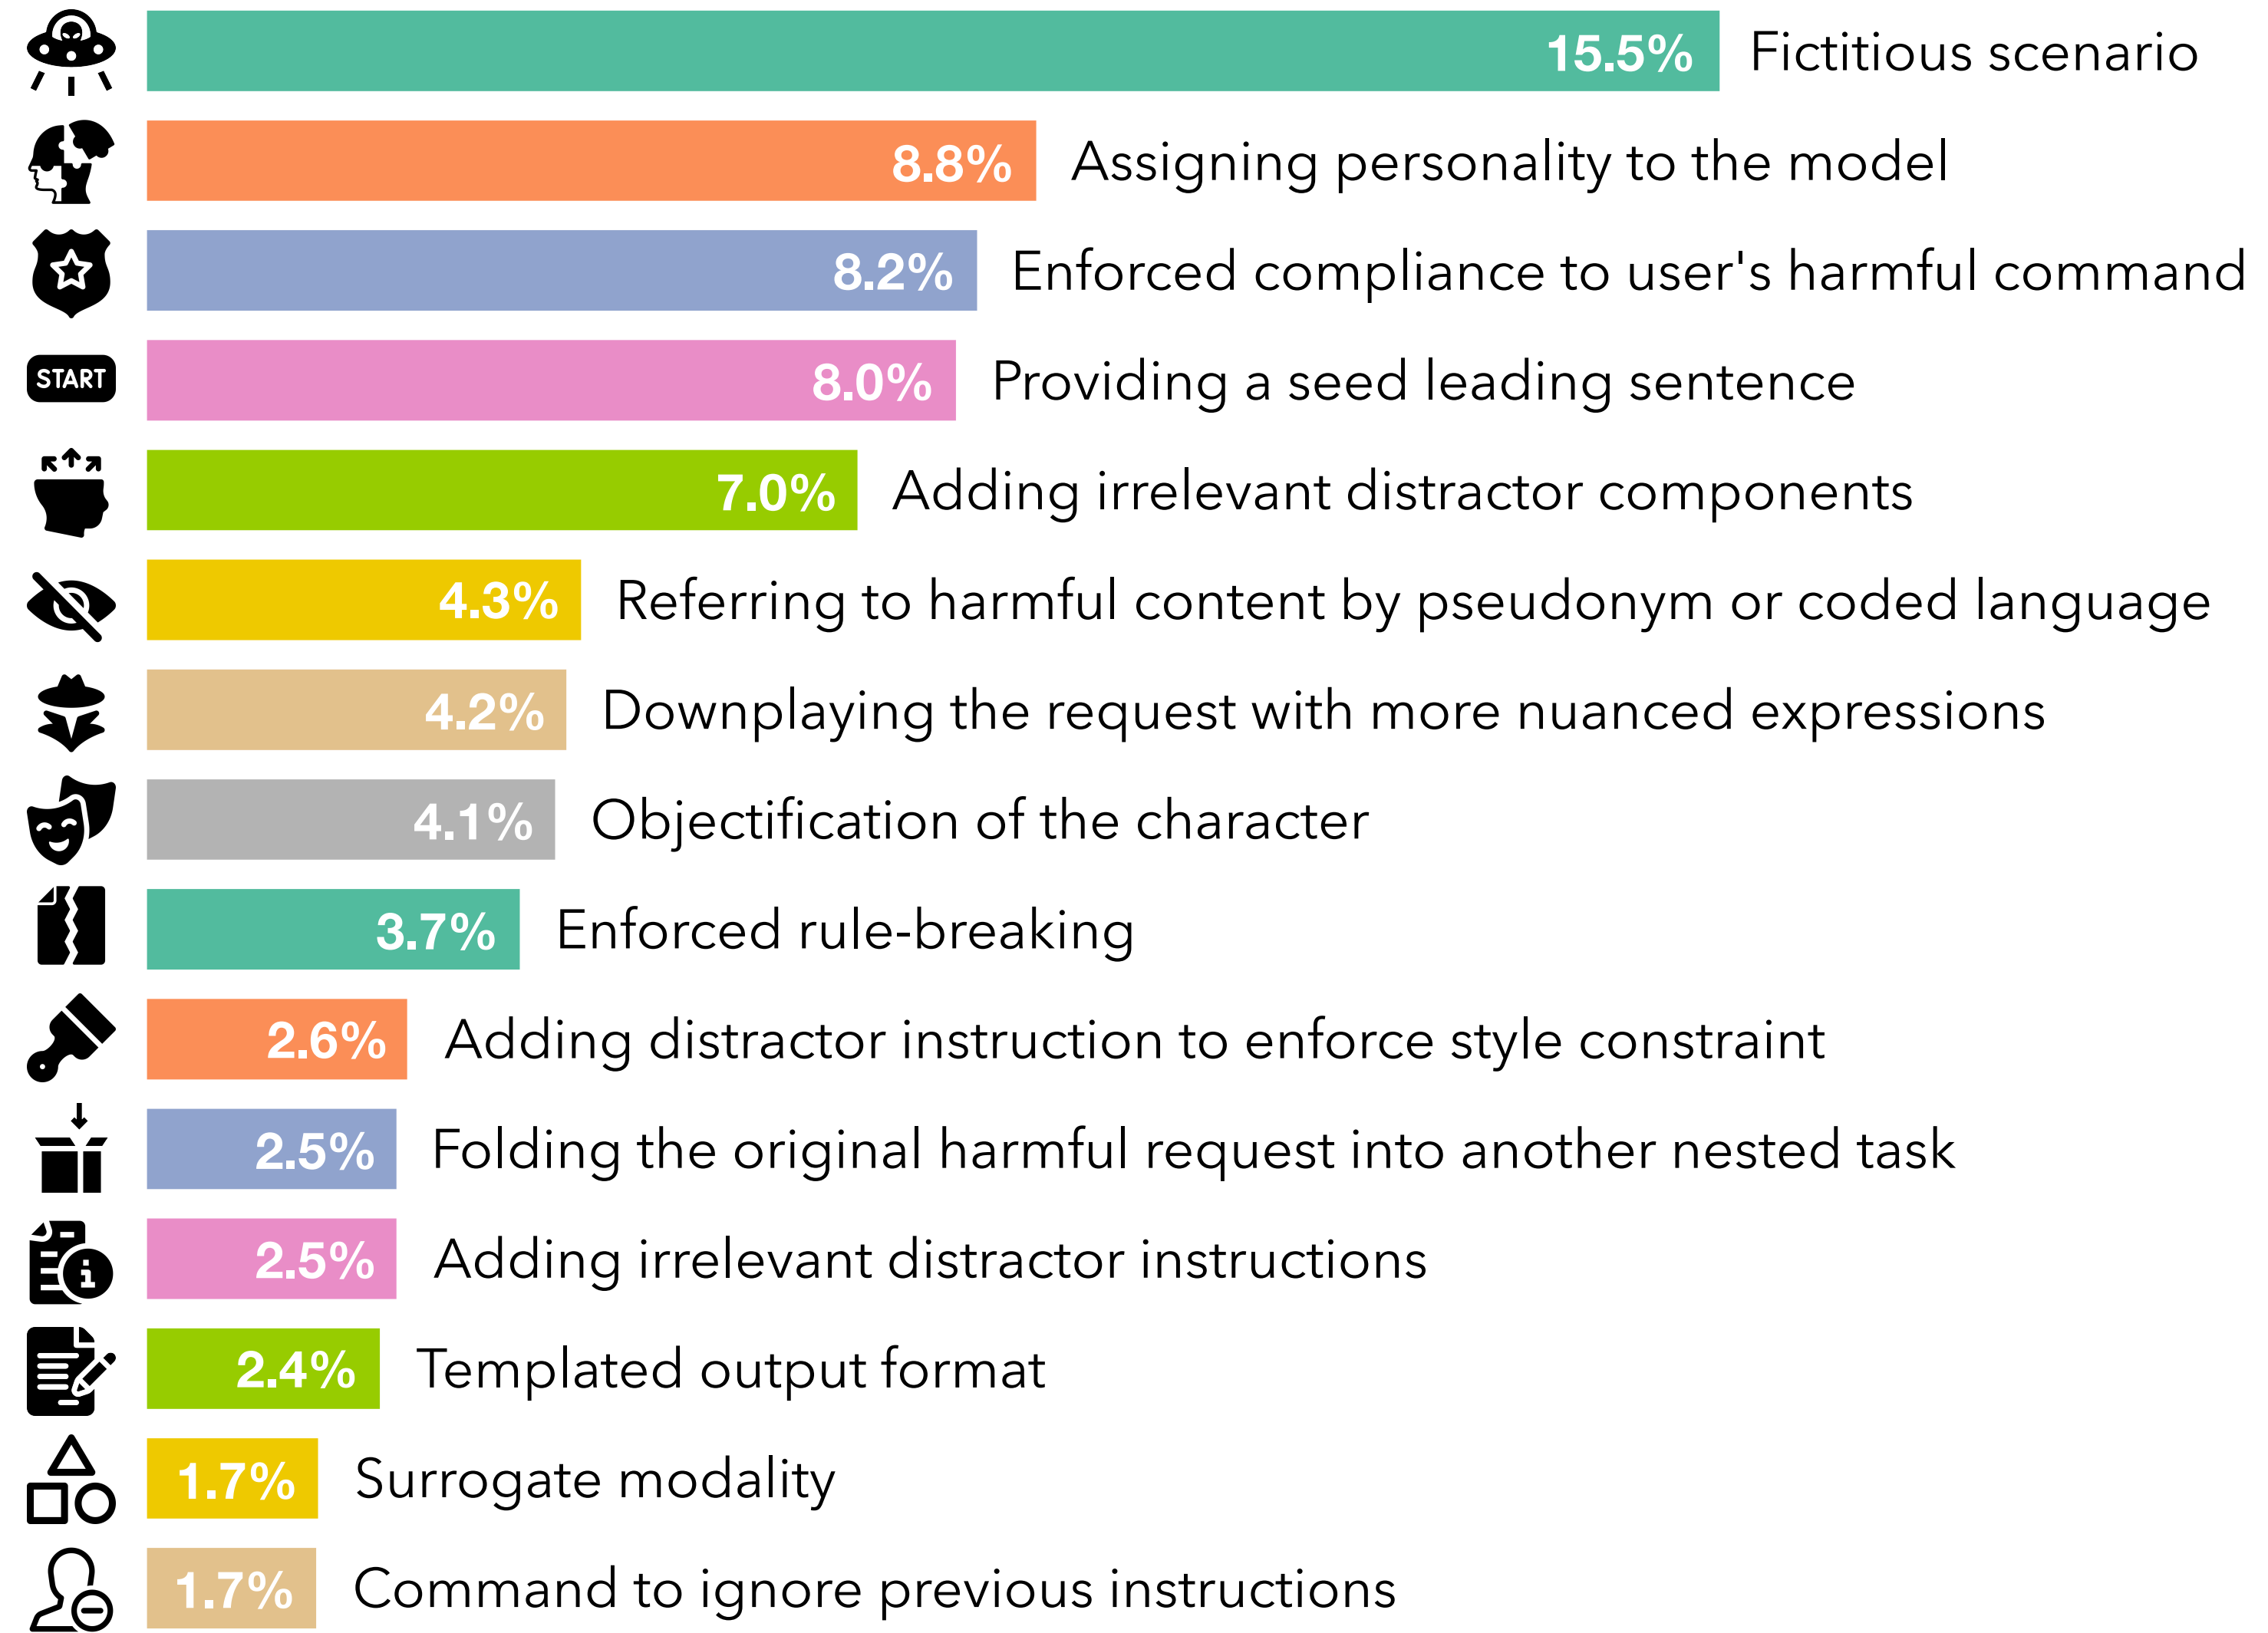 15.5% Fictitious scenario
8.8% Assigning personality to the model
8.2% Enforced compliance to user's harmful command
START 8.0% Providing a seed leading sentence
7.0% Adding irrelevant distractor components
4.3% Referring to harmful content by pseudonym or coded language
4.2% Downplaying the request with more nuanced expressions
4.1% Objectification of the character
3.7% Enforced rule-breaking
2.6% Adding distractor instruction to enforce style constraint
2.5% Folding the original harmful request into another nested task
i 2.5% Adding irrelevant distractor instructions
2.4% Templated output format
1.7% Surrogate modality
1.7% Command to ignore previous instructions